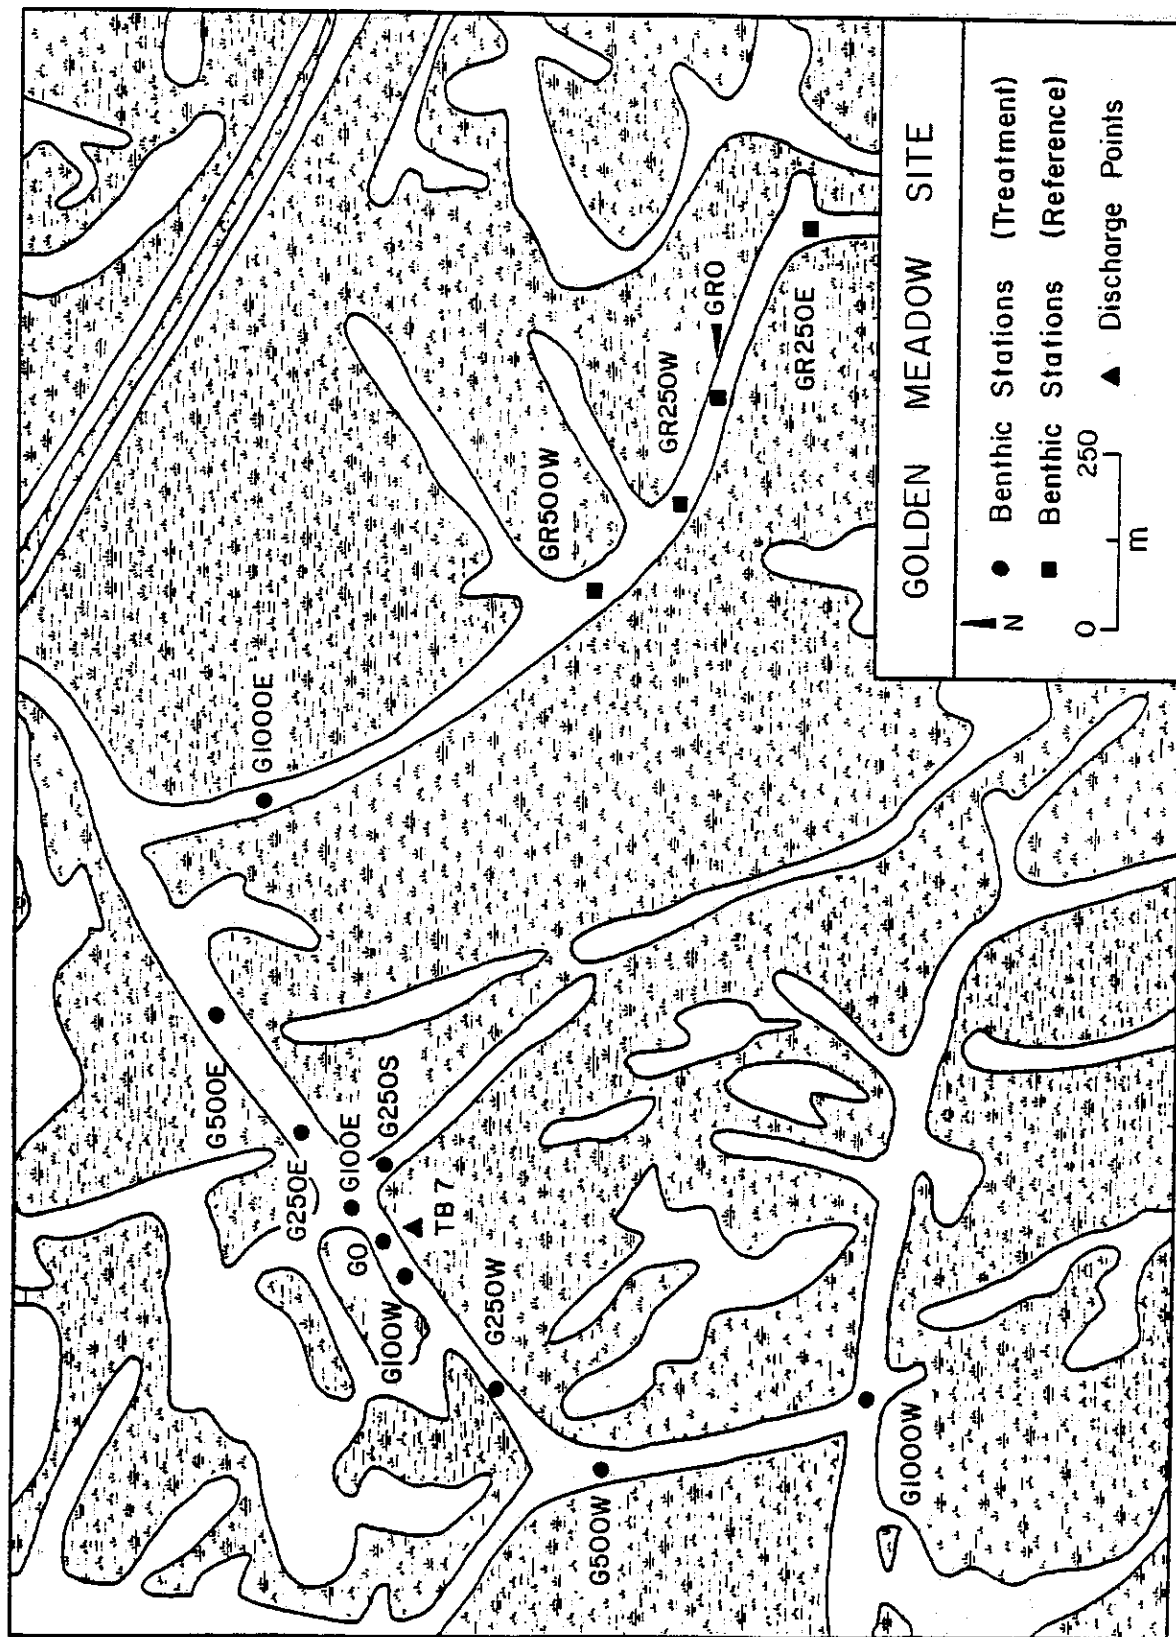 G1000E
G500E
G250E
G100E
G250S
G0
TB 7
G100W
G250W
G500W
G1000W
GR500W
GR250W
GR0
GR250E
GOLDEN MEADOW SITE
N
Benthic Stations (Treatment)
Benthic Stations (Reference)
Discharge Points
0 250
m